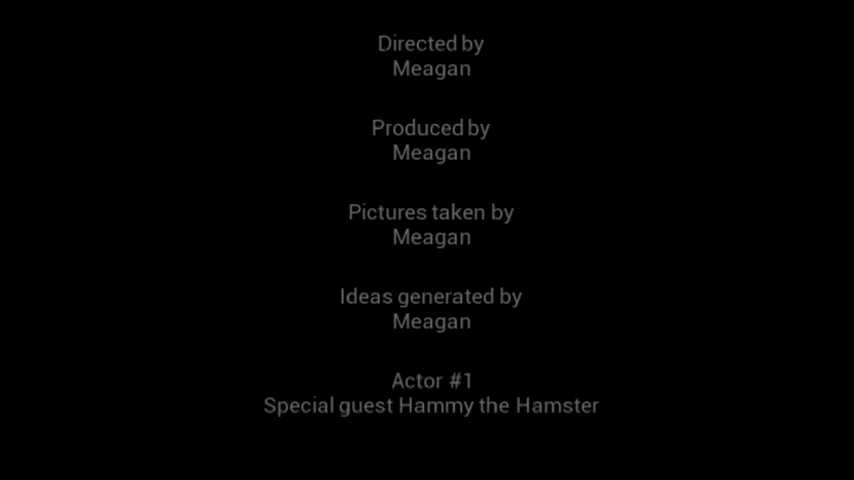 Directed by
Meagan
Produced by
Meagan
Pictures taken by
Meagan
Ideas generated by
Meagan
Actor #1
Special guest Hammy the Hamster